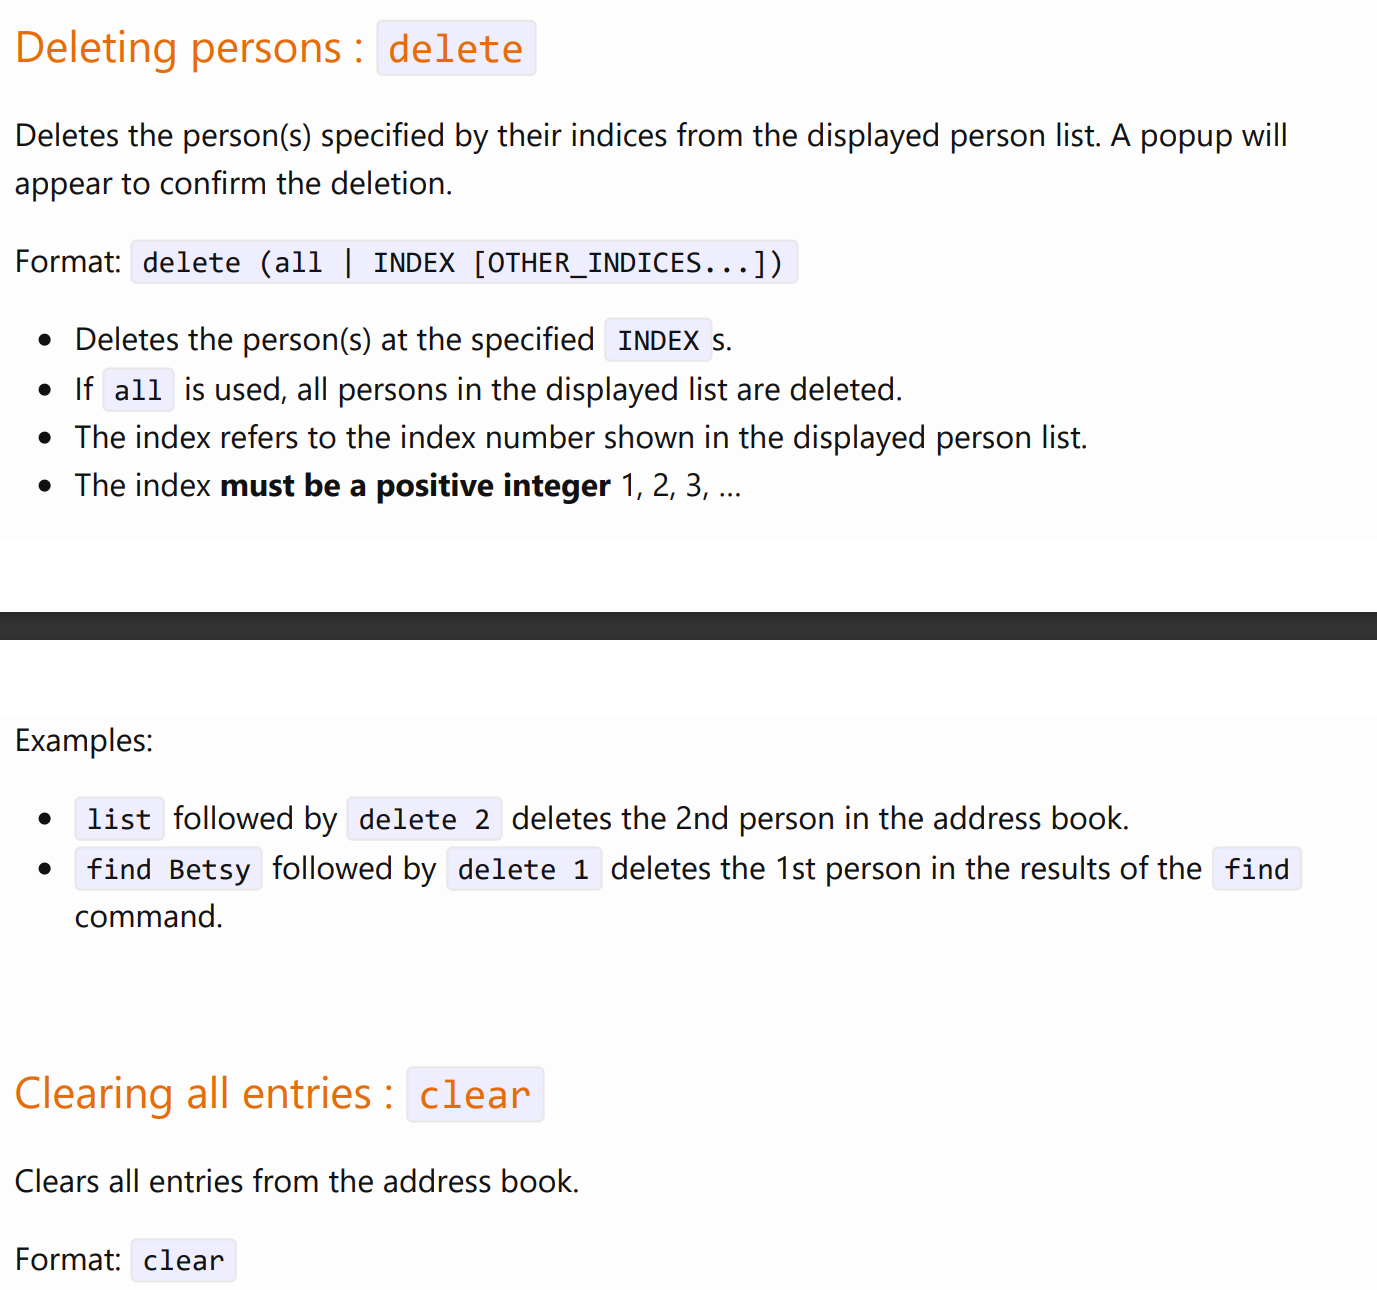 Deleting persons : delete
Deletes the person(s) specified by their indices from the displayed person list. A popup will
appear to confirm the deletion.
Format: delete (all | INDEX [OTHER_INDICES...])
• Deletes the person(s) at the specified INDEX s.
• If all is used, all persons in the displayed list are deleted.
• The index refers to the index number shown in the displayed person list.
• The index must be a positive integer 1, 2, 3, …
Examples:
• list followed by delete 2 deletes the 2nd person in the address book.
• find Betsy followed by delete 1 deletes the 1st person in the results of the find
command.
Clearing all entries : clear
Clears all entries from the address book.
Format: clear